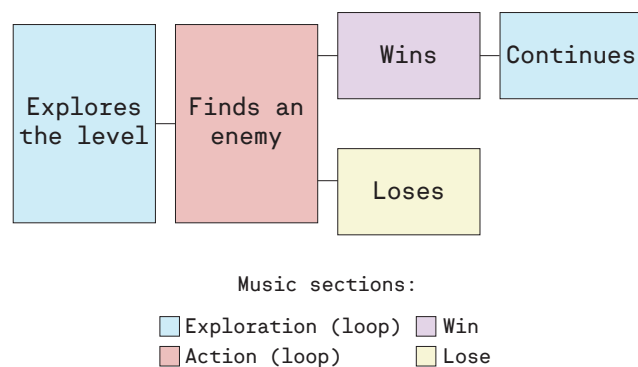 Explores
the level
Finds an
enemy
Wins
Continues
Loses
Music sections:
Exploration (loop)
Win
Action (loop)
Lose